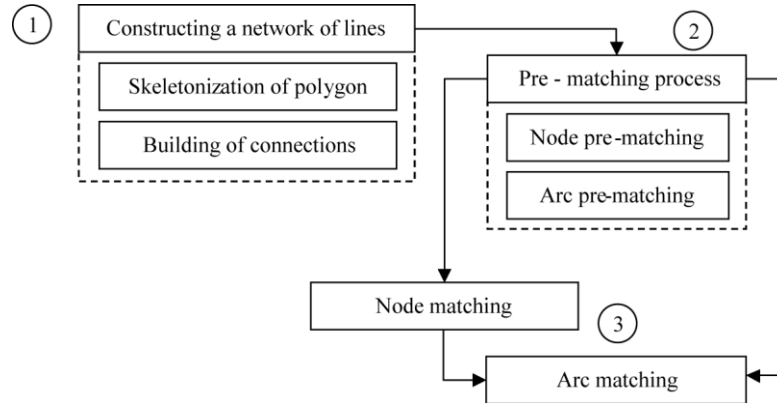 1
Constructing a network of lines
Skeletonization of polygon
Building of connections
2
Pre - matching process
Node pre-matching
Arc pre-matching
Node matching
3
Arc matching